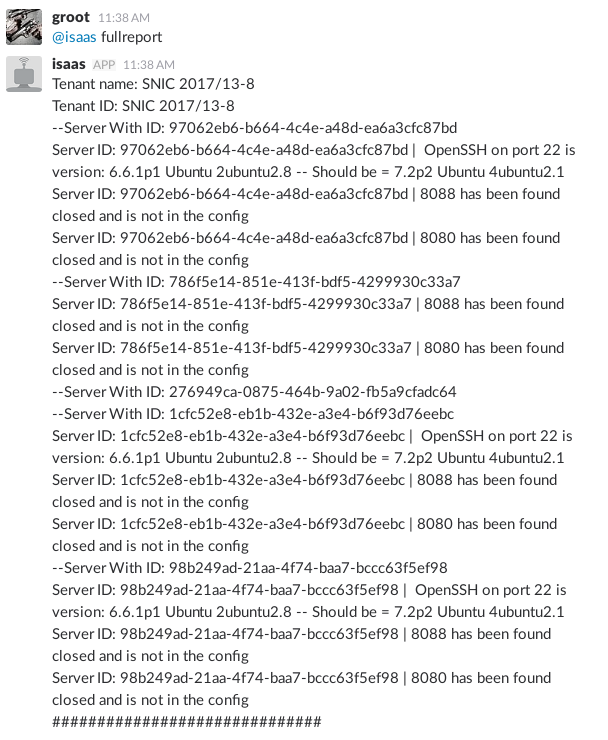 groot 11:38 AM
@isaas fullreport
isaas APP 11:38 AM
Tenant name: SNIC 2017/13-8
Tenant ID: SNIC 2017/13-8
--Server With ID: 97062eb6-b664-4c4e-a48d-ea6a3cfc87bd
Server ID: 97062eb6-b664-4c4e-a48d-ea6a3cfc87bd | OpenSSH on port 22 is
version: 6.6.1p1 Ubuntu 2ubuntu2.8 -- Should be = 7.2p2 Ubuntu 4ubuntu2.1
Server ID: 97062eb6-b664-4c4e-a48d-ea6a3cfc87bd | 8088 has been found
closed and is not in the config
Server ID: 97062eb6-b664-4c4e-a48d-ea6a3cfc87bd | 8080 has been found
closed and is not in the config
--Server With ID: 786f5e14-851e-413f-bdf5-4299930c33a7
Server ID: 786f5e14-851e-413f-bdf5-4299930c33a7 | 8088 has been found
closed and is not in the config
Server ID: 786f5e14-851e-413f-bdf5-4299930c33a7 | 8080 has been found
closed and is not in the config
--Server With ID: 276949ca-0875-464b-9a02-fb5a9cfadc64
--Server With ID: 1cfc52e8-eb1b-432e-a3e4-b6f93d76eebc
Server ID: 1cfc52e8-eb1b-432e-a3e4-b6f93d76eebc | OpenSSH on port 22 is
version: 6.6.1p1 Ubuntu 2ubuntu2.8 -- Should be = 7.2p2 Ubuntu 4ubuntu2.1
Server ID: 1cfc52e8-eb1b-432e-a3e4-b6f93d76eebc | 8088 has been found
closed and is not in the config
Server ID: 1cfc52e8-eb1b-432e-a3e4-b6f93d76eebc | 8080 has been found
closed and is not in the config
--Server With ID: 98b249ad-21aa-4f74-baa7-bccc63f5ef98
Server ID: 98b249ad-21aa-4f74-baa7-bccc63f5ef98 | OpenSSH on port 22 is
version: 6.6.1p1 Ubuntu 2ubuntu2.8 -- Should be = 7.2p2 Ubuntu 4ubuntu2.1
Server ID: 98b249ad-21aa-4f74-baa7-bccc63f5ef98 | 8088 has been found
closed and is not in the config
Server ID: 98b249ad-21aa-4f74-baa7-bccc63f5ef98 | 8080 has been found
closed and is not in the config
##############################